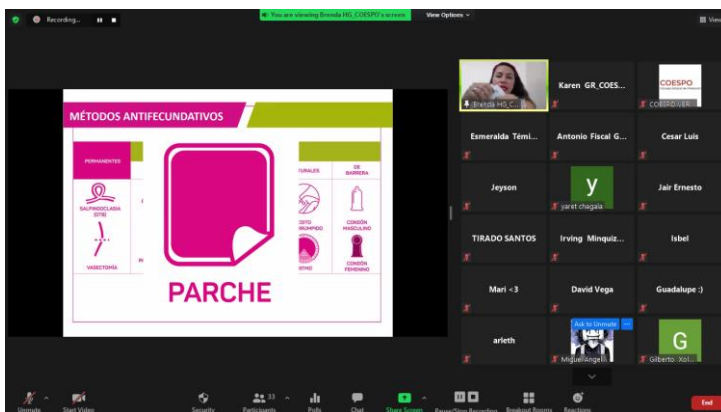 Recording...
You are viewing Brenda HG_COESPO's screen
View Options
View
MÉTODOS ANTIFECUNDATIVOS
PERMANENTES
SALPINGOCLASIA
(OTB)
VASECTOMÍA
PARCHE
DE
BARRERA
CONDÓN
MASCULINO
CONDÓN
FEMENINO
Brenda HG_C...
Karen GR_COES...
COESPO
COESPO VER
Esmeralda Témi...
Antonio Fiscal G...
Cesar Luis
Jeyson
y
yaret chagala
Jair Ernesto
TIRADO SANTOS
Irving Minquiz...
Isbel
Mari <3
David Vega
Guadalupe :)
arleth
Ask to Unmute
Miguel Angel
G
Gilberto Xol...
Unmute
Start Video
Security
33
Participants
Polls
Chat
Share Screen
Pause/Stop Recording
Breakout Rooms
Reactions
End